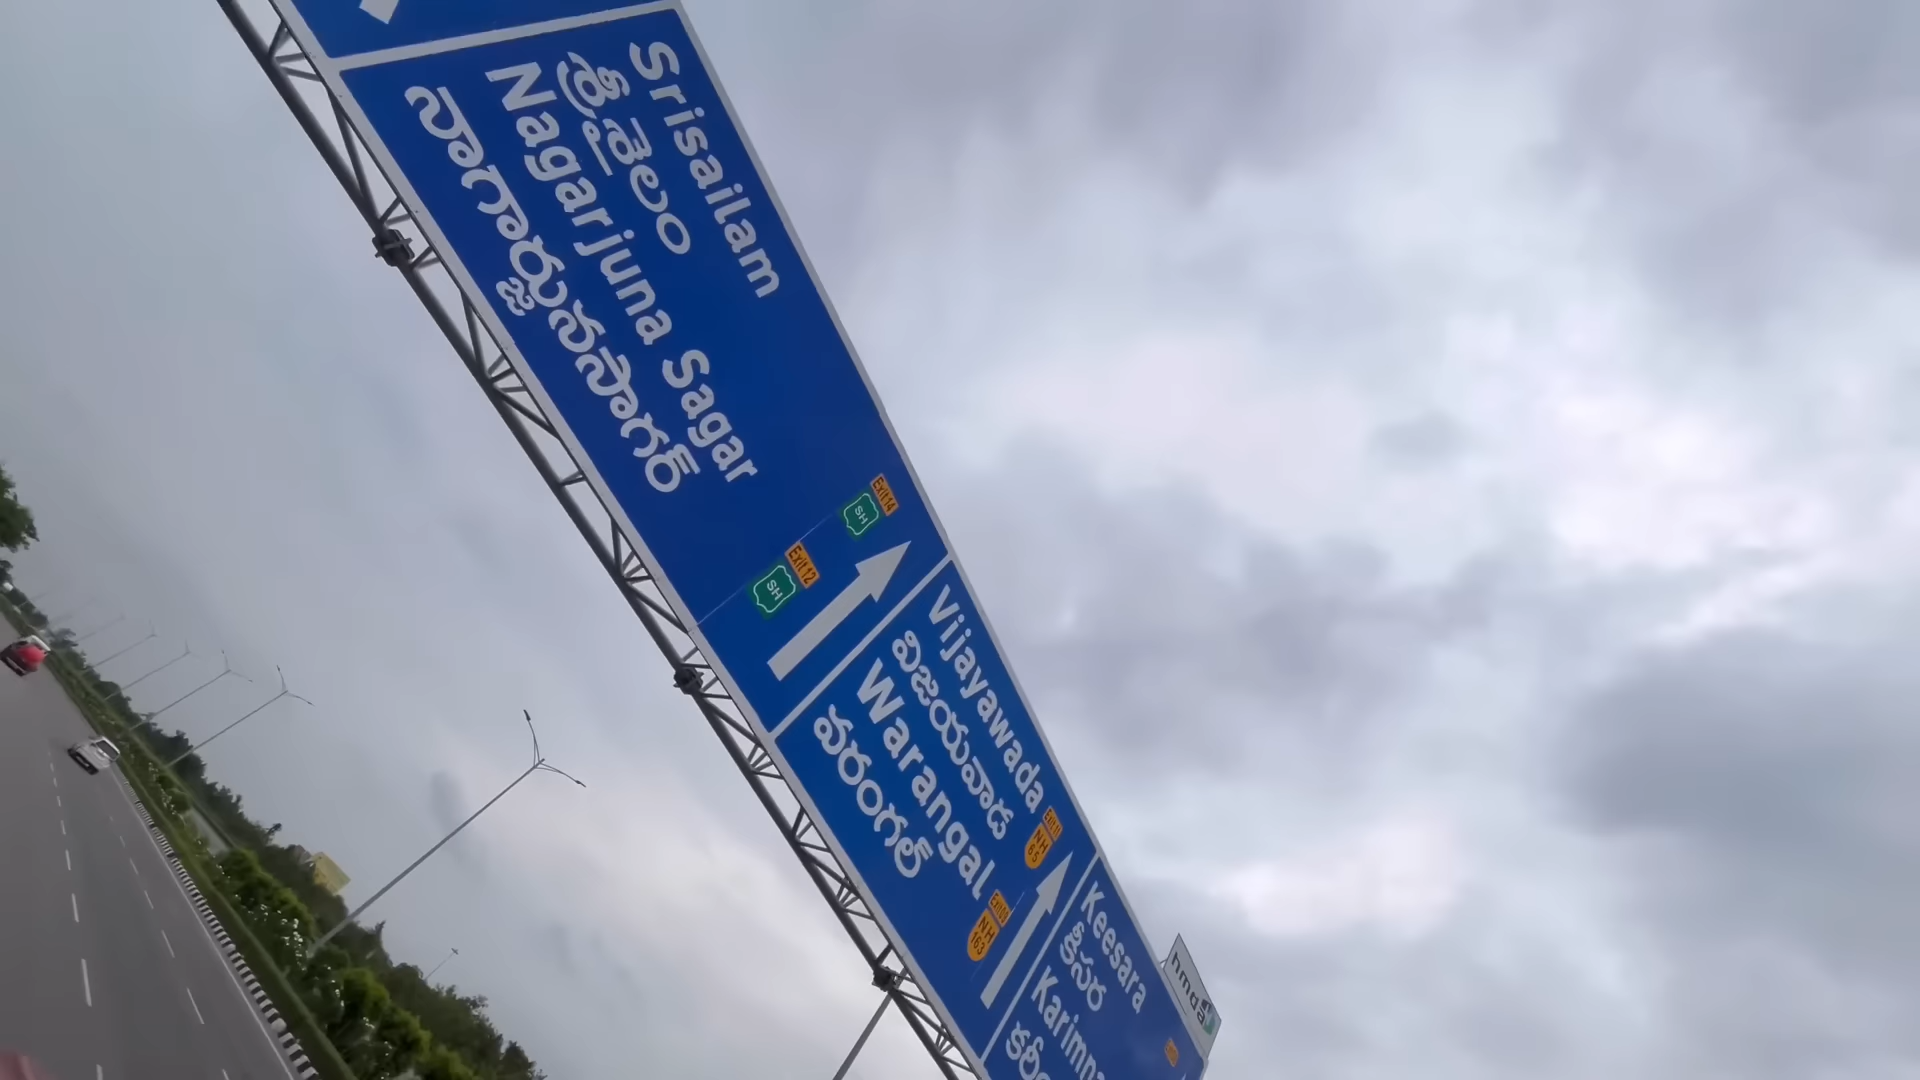 Srisailam
శ్రీశైలం
Exit 14
SH
Nagarjuna Sagar
నాగార్జునసాగర్
Exit 12
SH
Vijayawada
విజయవాడ
Exit 11
NH
65
Warangal
వరంగల్
NH
163
Keesara
కీసర
hmda